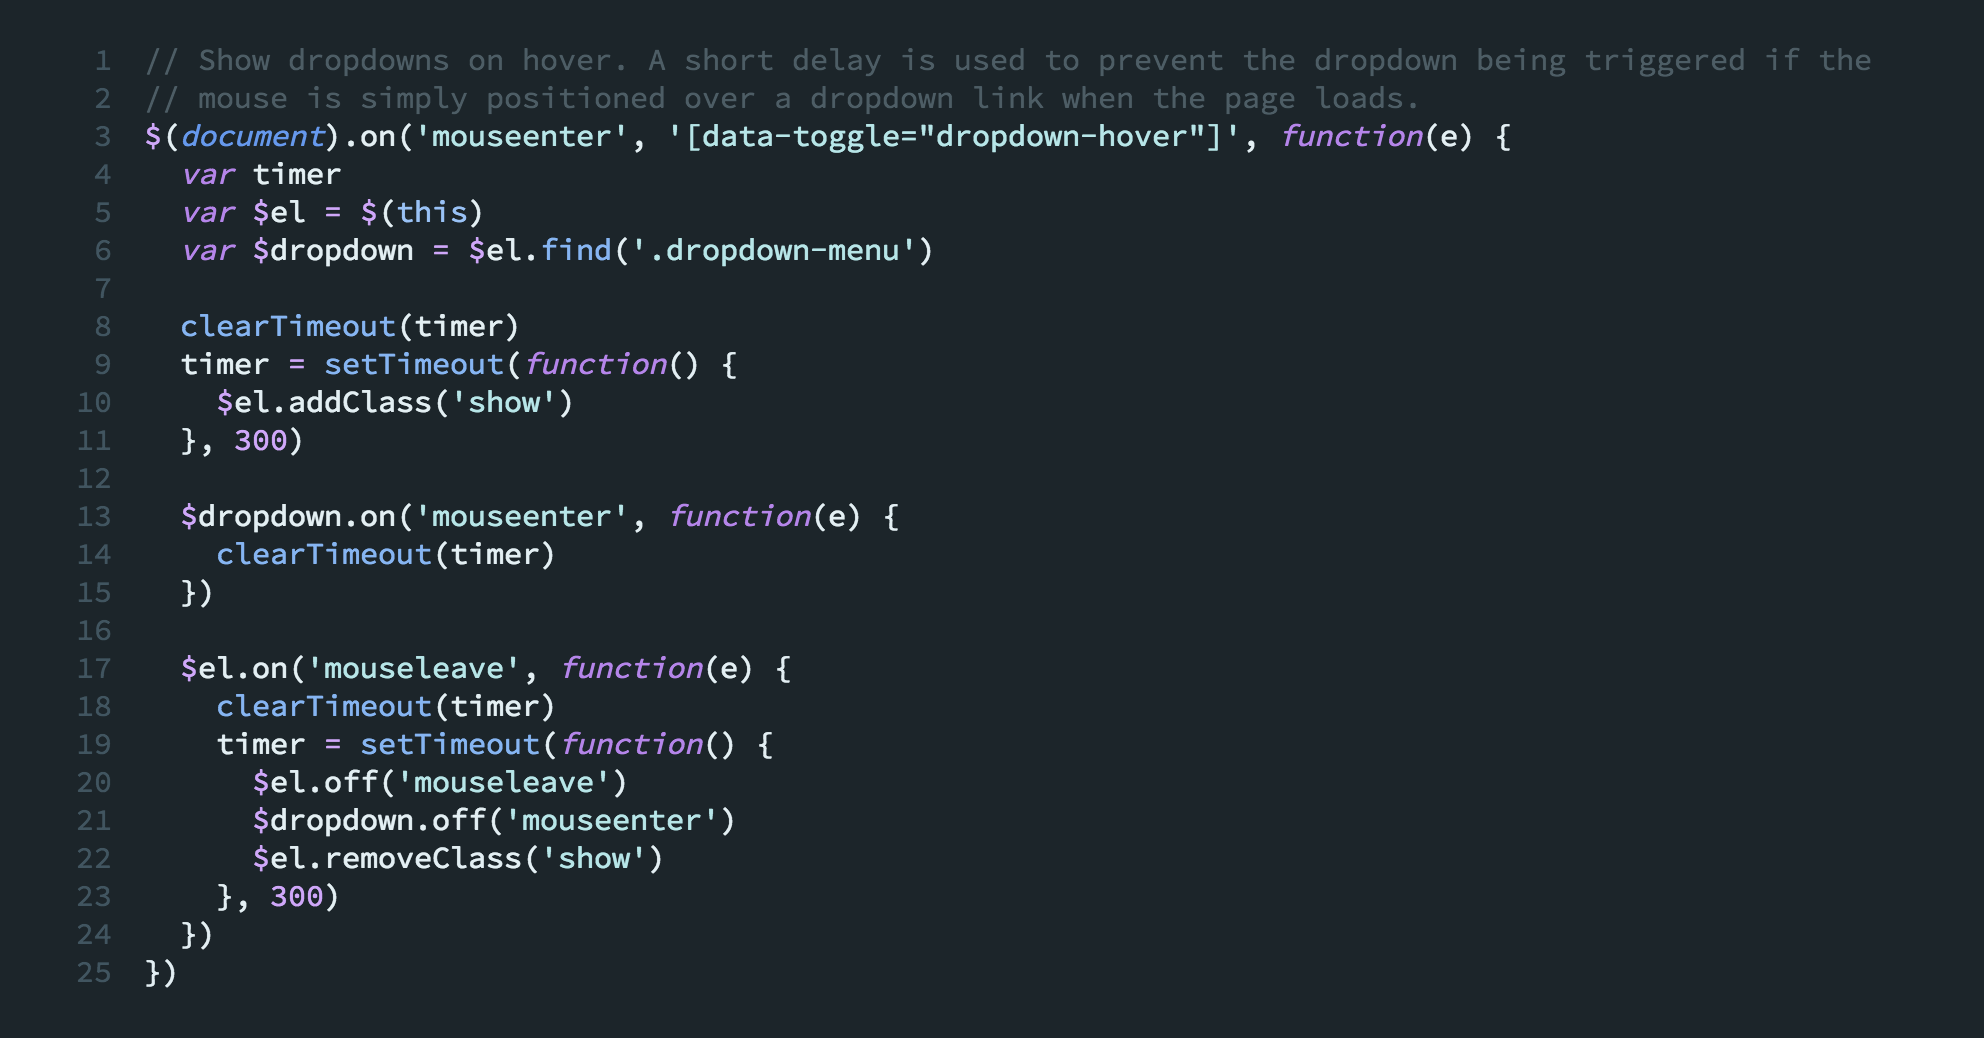 1 // Show dropdowns on hover. A short delay is used to prevent the dropdown being triggered if the
2 // mouse is simply positioned over a dropdown link when the page loads.
3 $(document).on('mouseenter', '[data-toggle="dropdown-hover"]', function(e) {
4   var timer
5   var $el = $(this)
6   var $dropdown = $el.find('.dropdown-menu')
7
8   clearTimeout(timer)
9   timer = setTimeout(function() {
10     $el.addClass('show')
11   }, 300)
12
13   $dropdown.on('mouseenter', function(e) {
14     clearTimeout(timer)
15   })
16
17   $el.on('mouseleave', function(e) {
18     clearTimeout(timer)
19     timer = setTimeout(function() {
20       $el.off('mouseleave')
21       $dropdown.off('mouseenter')
22       $el.removeClass('show')
23     }, 300)
24   })
25 })